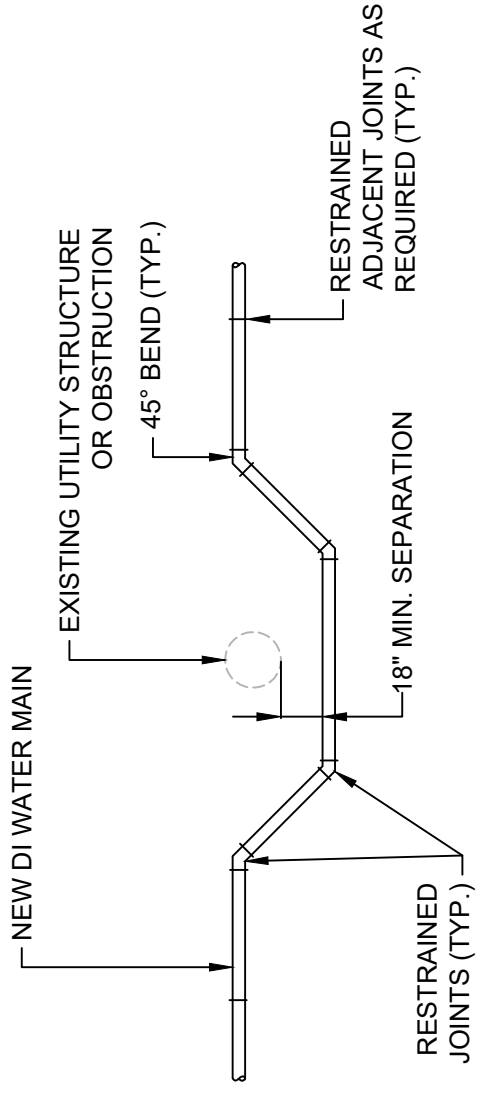 NEW DI WATER MAIN
EXISTING UTILITY STRUCTURE
OR OBSTRUCTION
45° BEND (TYP.)
RESTRAINED
JOINTS (TYP.)
18" MIN. SEPARATION
RESTRAINED
ADJACENT JOINTS AS
REQUIRED (TYP.)